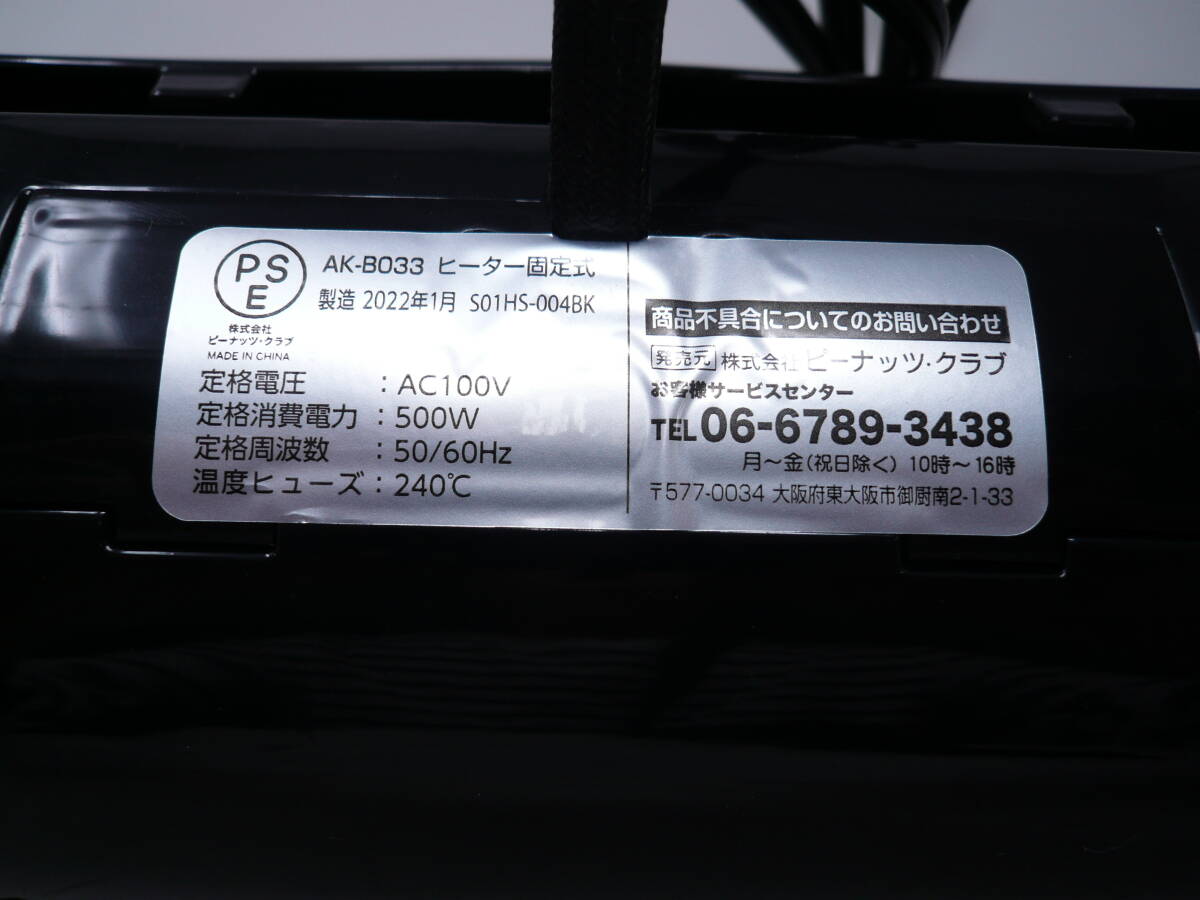 PS
E
株式会社
ピーナッツ・クラブ
MADE IN CHINA
AK-B033 ヒーター固定式
製造 2022年1月 S01HS-004BK
定格電圧 : AC100V
定格消費電力 : 500W
定格周波数 : 50/60Hz
温度ヒューズ : 240℃
商品不具合についてのお問い合わせ
発売元 株式会社 ピーナッツ・クラブ
お客様サービスセンター
TEL 06-6789-3438
月〜金(祝日除く) 10時〜16時
〒577-0034 大阪府東大阪市御厨南2-1-33